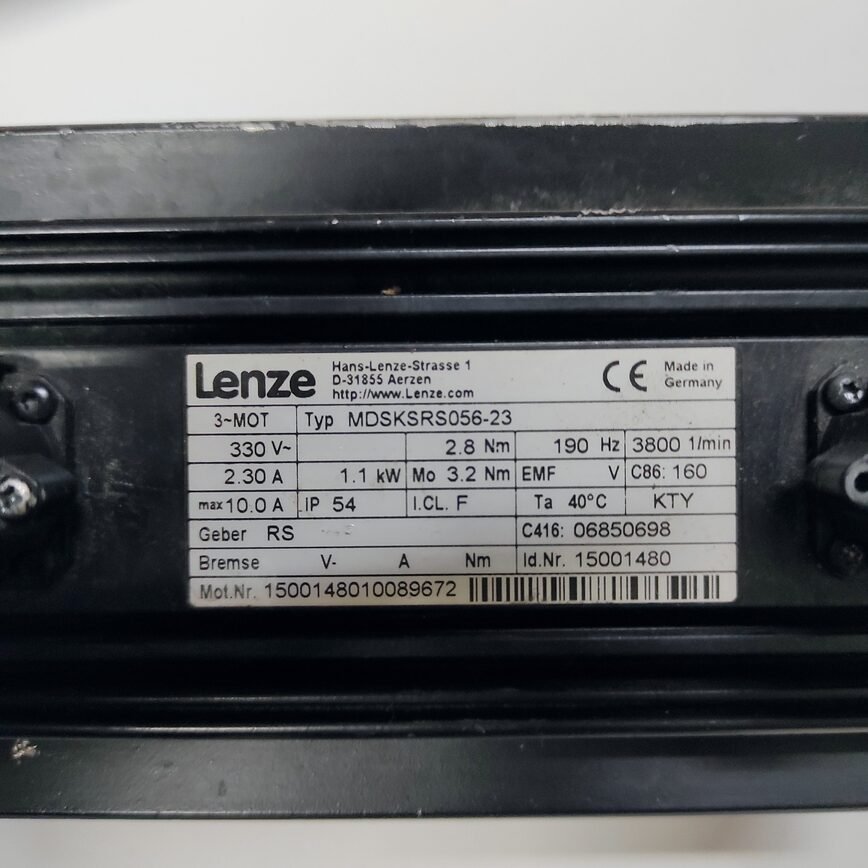 Lenze
Hans-Lenze-Strasse 1
D-31855 Aerzen
http://www.Lenze.com
CE
Made in
Germany
3~MOT Typ MDSKSRS056-23
330 V~ 2.8 Nm 190 Hz 3800 1/min
2.30 A 1.1 kW Mo 3.2 Nm EMF V C86: 160
max 10.0 A IP 54 I.CL. F Ta 40°C KTY
Geber RS C416: 06850698
Bremse V- A Nm Id.Nr. 15001480
Mot.Nr. 1500148010089672